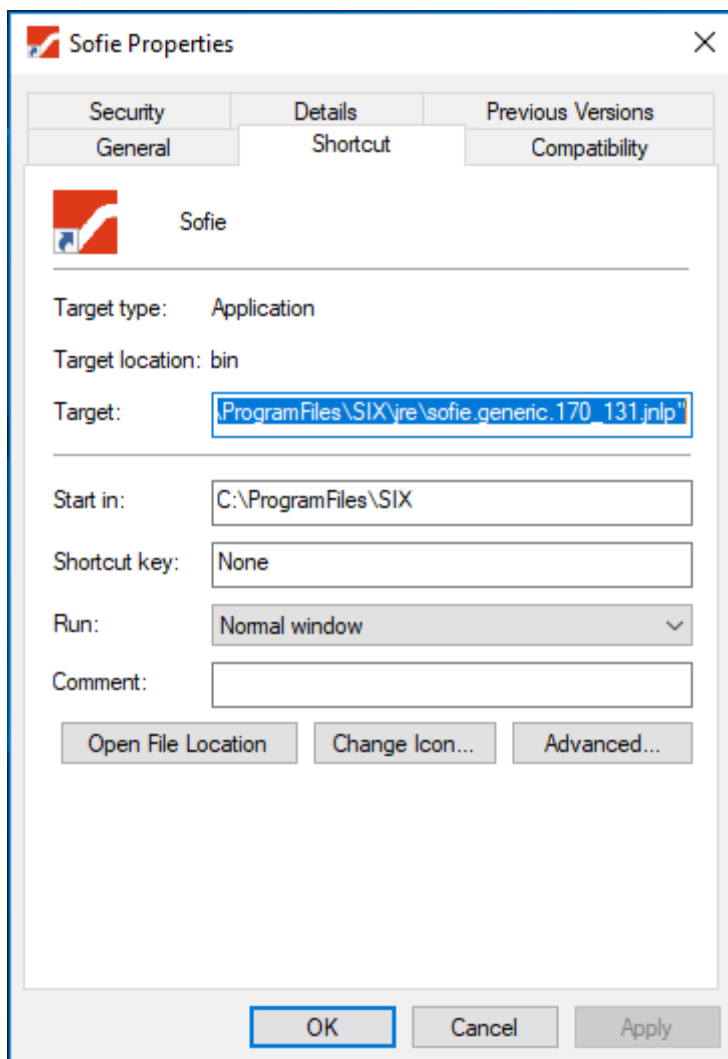 Sofie Properties
Security Details Previous Versions
General Shortcut Compatibility
Sofie
Target type: Application
Target location: bin
Target: \ProgramFiles\SIX\jre\sofie.generic.170_131.jnlp"
Start in: C:\ProgramFiles\SIX
Shortcut key: None
Run: Normal window
Comment:
Open File Location Change Icon... Advanced...
OK Cancel Apply